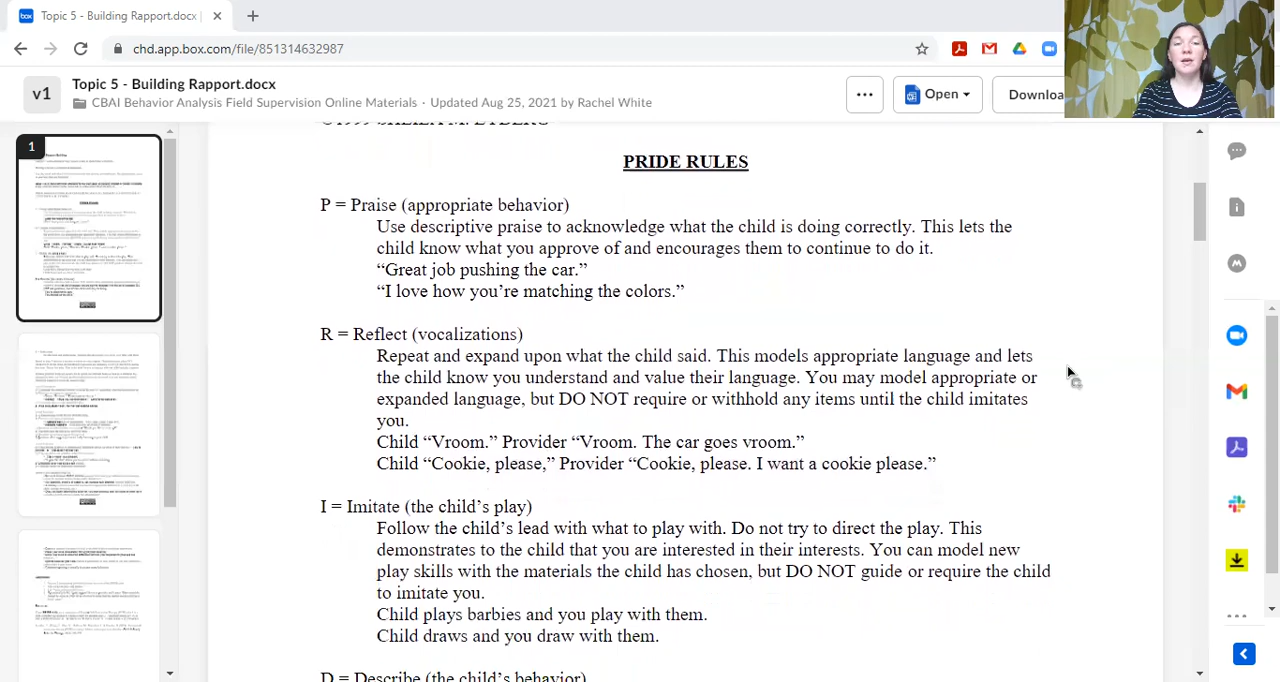 Topic 5 - Building Rapport.docx
chd.app.box.com/file/851314632987
v1
Topic 5 - Building Rapport.docx
CBAI Behavior Analysis Field Supervision Online Materials · Updated Aug 25, 2021 by Rachel White
Open
Downloa
1
PRIDE RULES
P = Praise (appropriate behavior)
Use descriptive praise to acknowledge what the child is doing correctly. This lets the
child know what you approve of and encourages them to continue to do it.
“Great job pushing the car.”
“I love how you’re matching the colors.”
R = Reflect (vocalizations)
Repeat and expand upon what the child said. This models appropriate language and lets
the child know you understand and value their language. You may model appropriate or
expanded language, but DO NOT require or withhold any items until the child imitates
you.
Child “Vroom.” Provider “Vroom. The car goes vroom.”
Child “Cookie please,” Provider “Cookie, please. I want a cookie please.”
I = Imitate (the child’s play)
Follow the child’s lead with what to play with. Do not try to direct the play. This
demonstrates to the child that you are interested in their interests. You can model new
play skills with the materials the child has chosen but DO NOT guide or require the child
to imitate you.
Child plays babies and you play with them.
Child draws and you draw with them.
D = Describe (the child’s behavior)